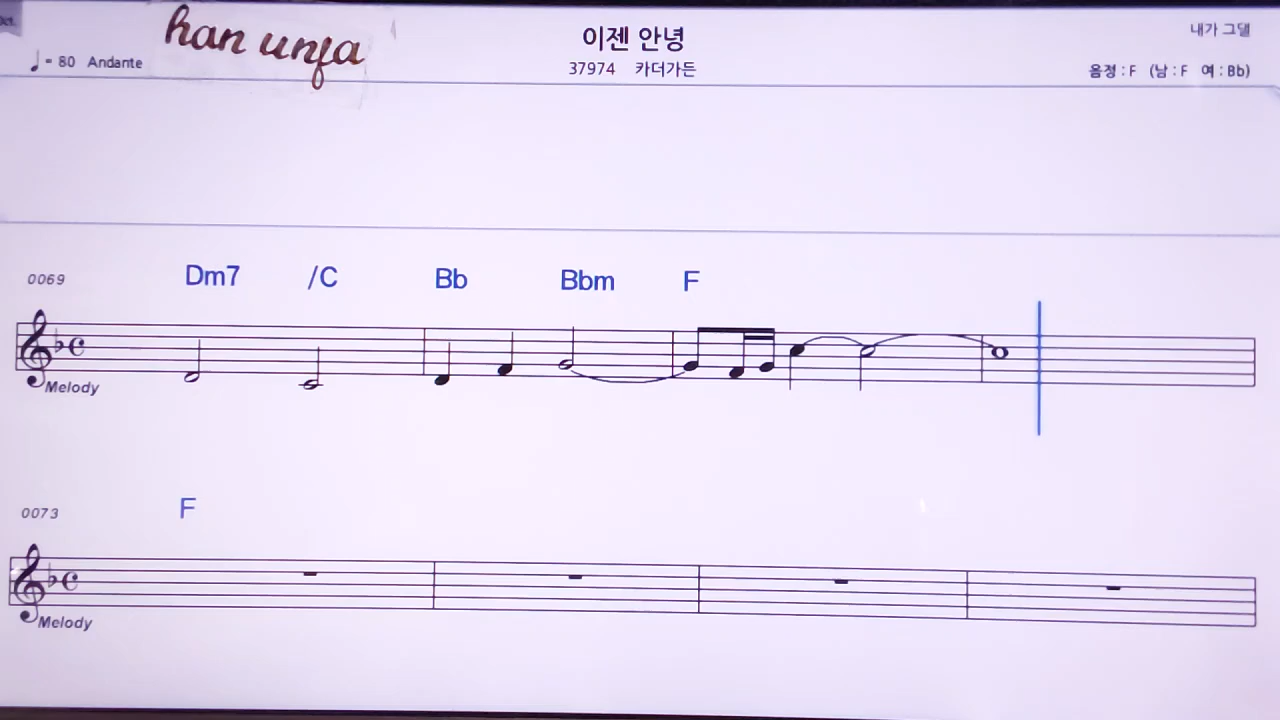 han unfa
이젠 안녕
내가 그댈
♩= 80 Andante
37974 카더가든
음정 : F (남 : F 여 : Bb)
0069
Dm7 /C Bb Bbm F
Melody
0073
F
Melody